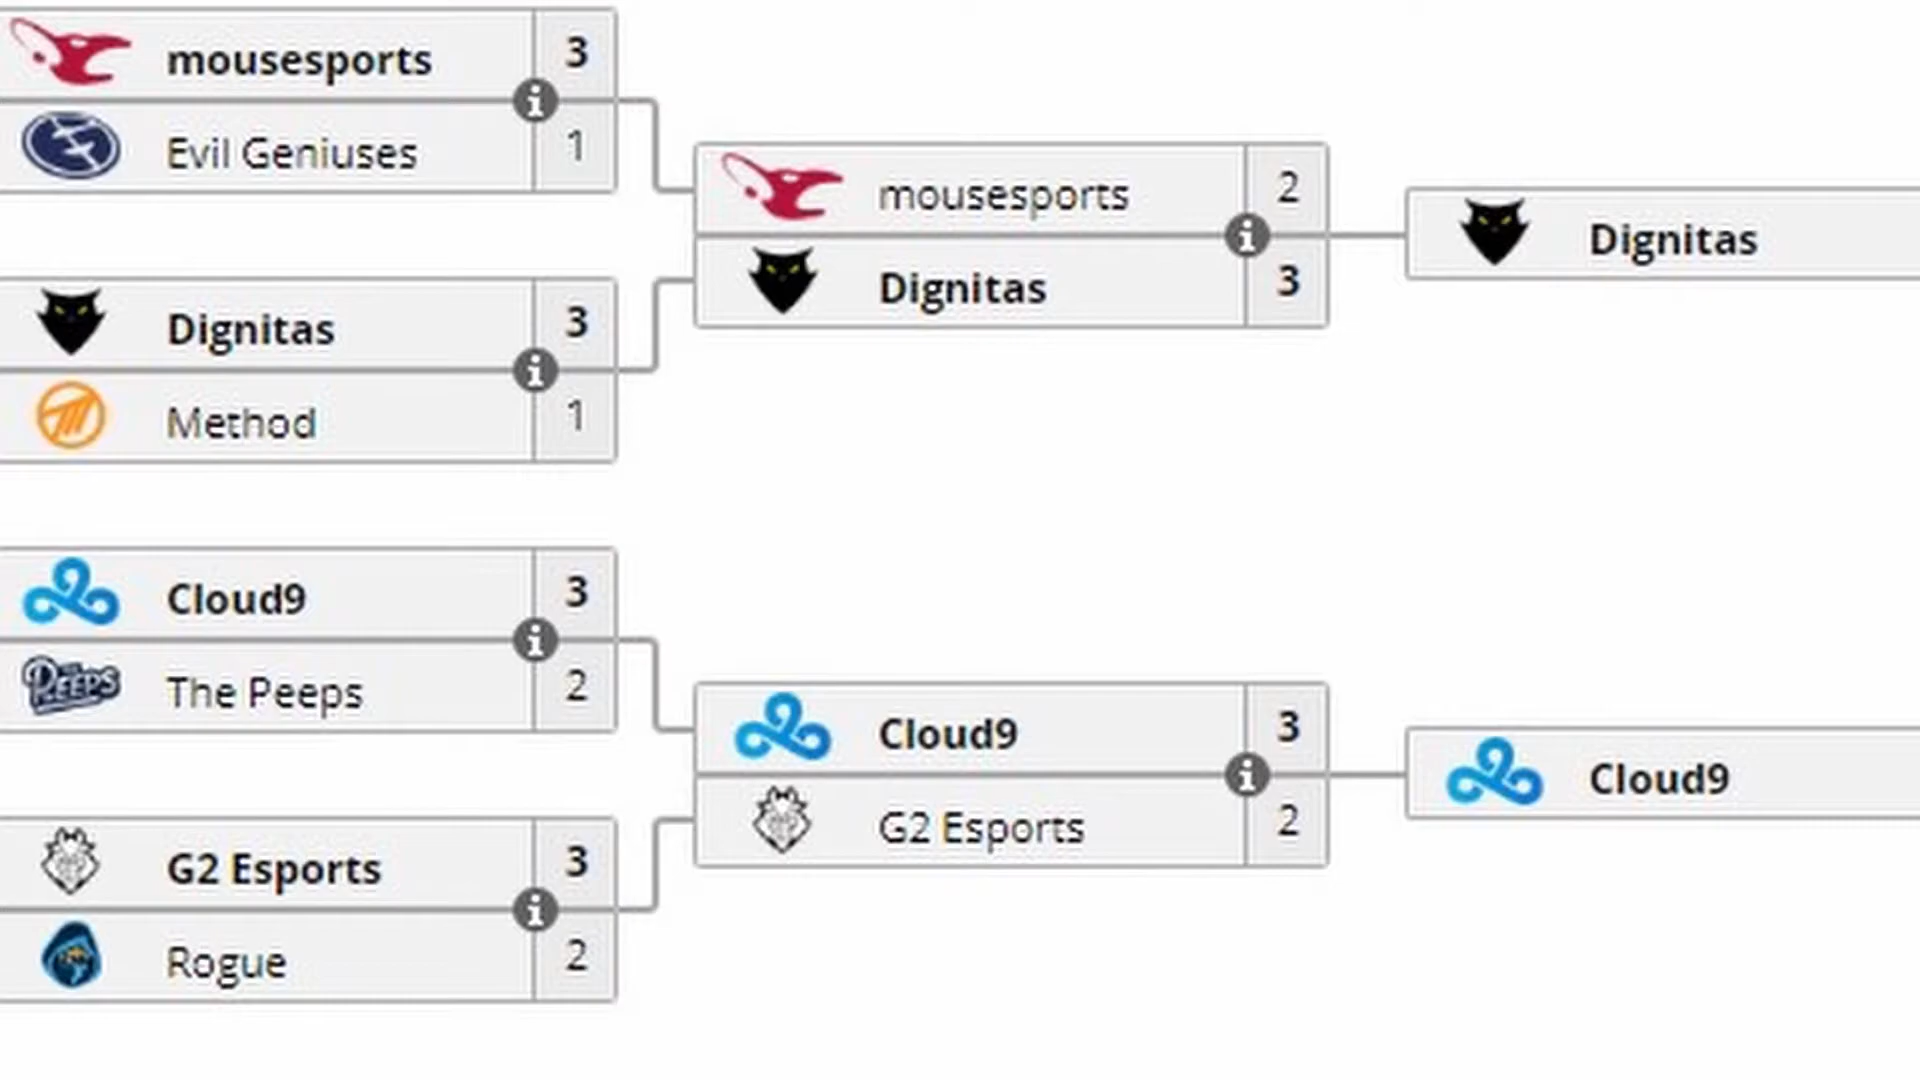 mousesports 3
Evil Geniuses 1
Dignitas 3
Method 1
Cloud9 3
The Peeps 2
PEEPS
G2 Esports 3
Rogue 2
mousesports 2
Dignitas 3
Cloud9 3
G2 Esports 2
Dignitas
Cloud9